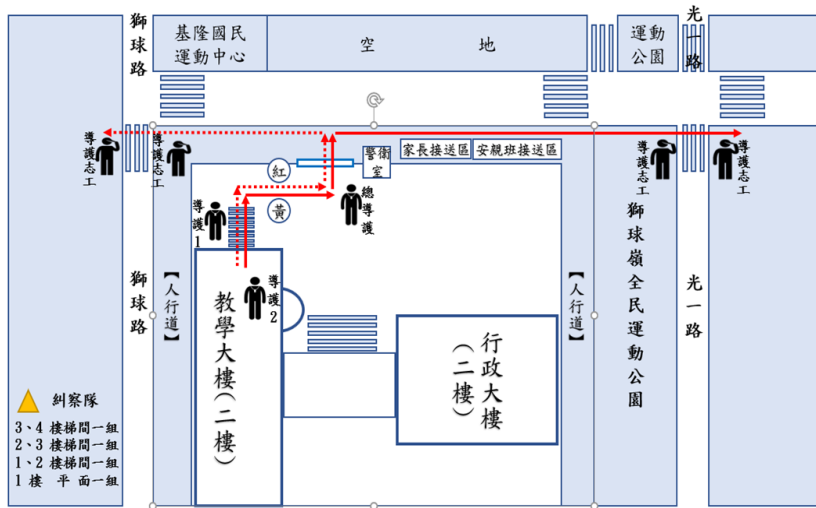 獅球路
基隆國民
運動中心
空地
運動
公園
光一路
導護志工
導護志工
紅
警衛
室
家長接送區
安親班接送區
導護志工
導護志工
黃
總導護
導護1
導護2
獅球路
【人行道】
教學大樓(二樓)
行政大樓
(二樓)
【人行道】
獅球嶺全民運動公園
光一路
糾察隊
3、4 樓梯間一組
2、3 樓梯間一組
1、2 樓梯間一組
1 樓 平面一組